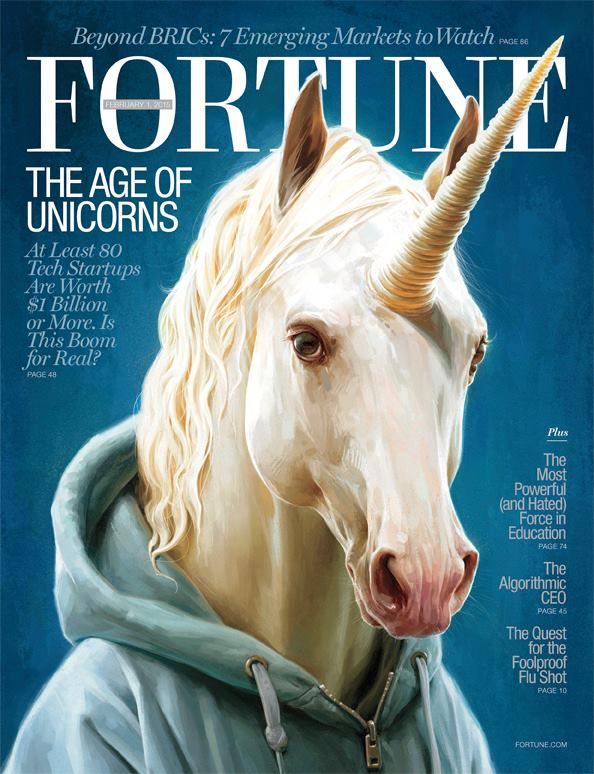 Beyond BRICs: 7 Emerging Markets to Watch PAGE 86
FORTUNE
FEBRUARY 1, 2015
THE AGE OF
UNICORNS
At Least 80
Tech Startups
Are Worth
$1 Billion
or More. Is
This Boom
for Real?
PAGE 48
Plus
The
Most
Powerful
(and Hated)
Force in
Education
PAGE 74
The
Algorithmic
CEO
PAGE 45
The Quest
for the
Foolproof
Flu Shot
PAGE 10
FORTUNE.COM